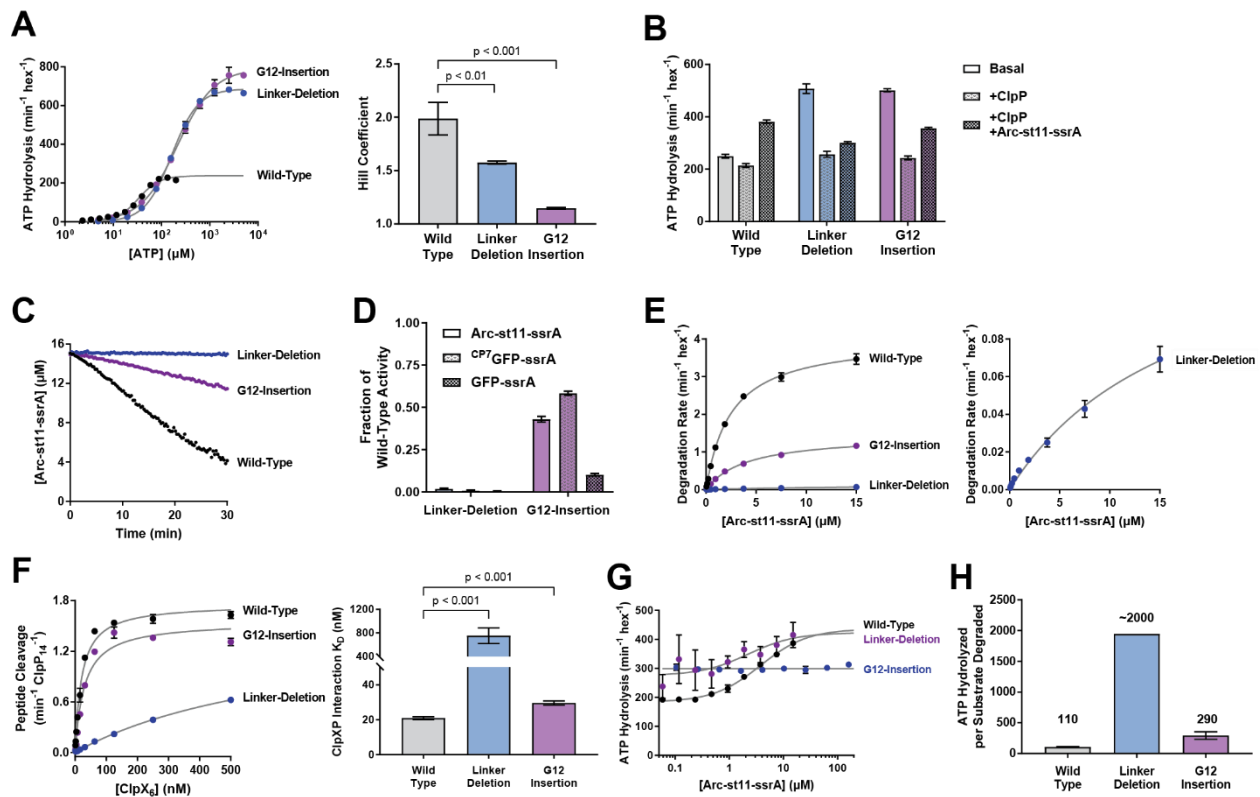 A
ATP Hydrolysis (min⁻¹ hex⁻¹)
800
600
400
200
0
10⁰
10¹
10²
10³
10⁴
[ATP] (µM)
G12-Insertion
Linker-Deletion
Wild-Type
p < 0.001
p < 0.01
Hill Coefficient
2.5
2.0
1.5
1.0
Wild
Type
Linker
Deletion
G12
Insertion
B
ATP Hydrolysis (min⁻¹ hex⁻¹)
600
400
200
0
Wild
Type
Linker
Deletion
G12
Insertion
Basal
+ClpP
+ClpP
+Arc-st11-ssrA
C
[Arc-st11-ssrA] (µM)
16
12
8
4
0
0
10
20
30
Time (min)
Linker-Deletion
G12-Insertion
Wild-Type
D
Fraction of
Wild-Type Activity
1.00
0.75
0.50
0.25
0.00
Arc-st11-ssrA
ᶜᴾ⁷GFP-ssrA
GFP-ssrA
Linker-Deletion
G12-Insertion
E
Degradation Rate (min⁻¹ hex⁻¹)
4
3
2
1
0
0
5
10
15
[Arc-st11-ssrA] (µM)
Wild-Type
G12-Insertion
Linker-Deletion
Degradation Rate (min⁻¹ hex⁻¹)
0.08
0.06
0.04
0.02
0.00
0
5
10
15
[Arc-st11-ssrA] (µM)
Linker-Deletion
F
Peptide Cleavage
(min⁻¹ ClpP₁₄⁻¹)
1.8
1.2
0.6
0.0
0
100
200
300
400
500
[ClpX₆] (nM)
Wild-Type
G12-Insertion
Linker-Deletion
p < 0.001
p < 0.001
ClpXP Interaction K_D (nM)
1200
1000
800
600
400
60
40
20
0
Wild
Type
Linker
Deletion
G12
Insertion
G
ATP Hydrolysis (min⁻¹ hex⁻¹)
500
400
300
200
100
0
0.1
1
10
100
[Arc-st11-ssrA] (µM)
Wild-Type
Linker-Deletion
G12-Insertion
H
ATP Hydrolyzed
per Substrate Degraded
2500
2000
1500
1000
500
0
110
~2000
290
Wild
Type
Linker
Deletion
G12
Insertion